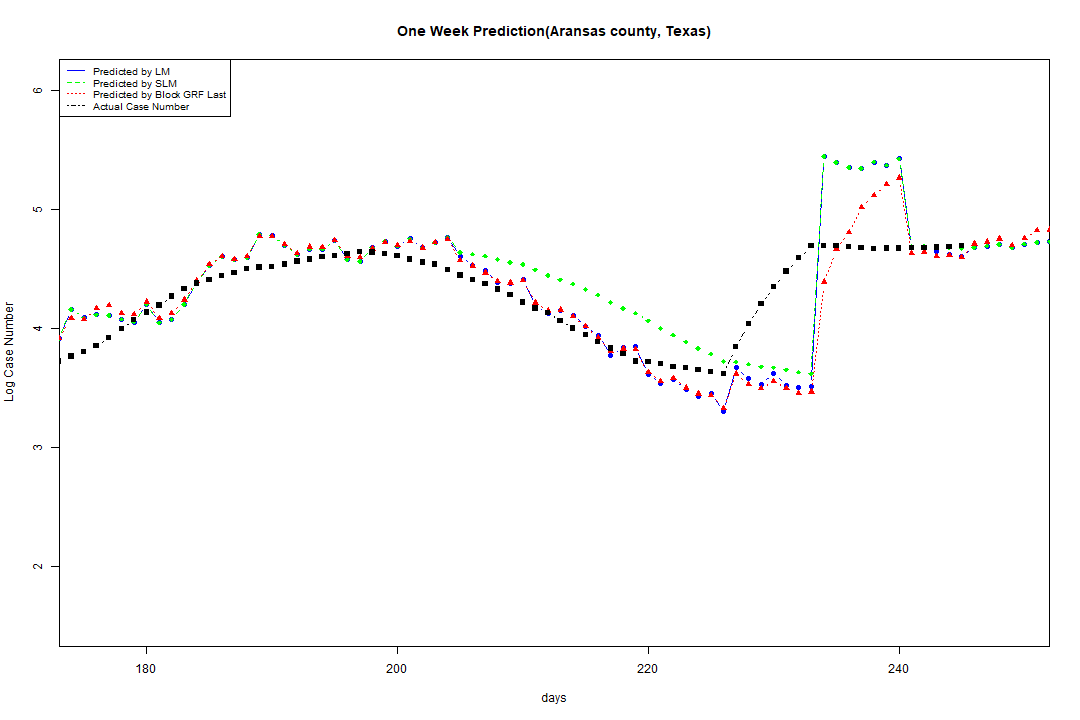 One Week Prediction(Aransas county, Texas)
Predicted by LM
Predicted by SLM
Predicted by Block GRF Last
Actual Case Number
6
5
4
3
2
Log Case Number
180 200 220 240
days